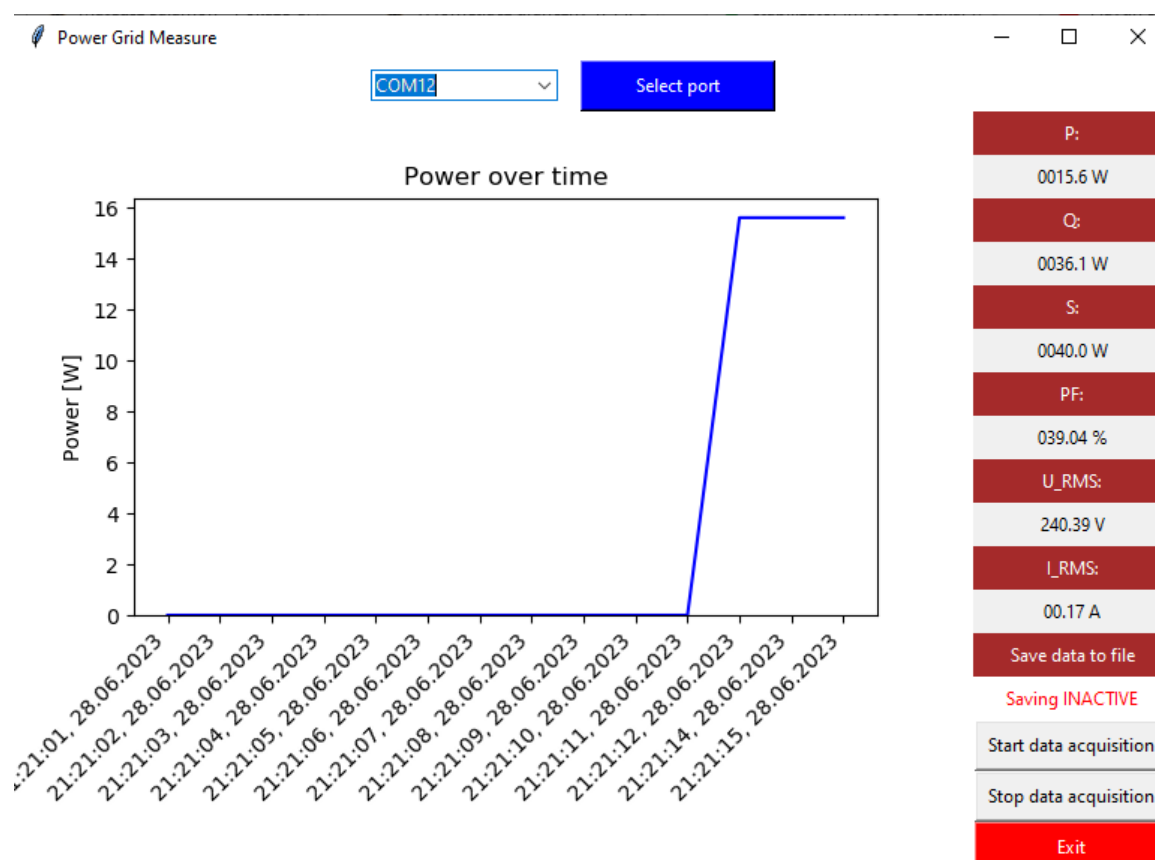 Power Grid Measure
COM12
Select port
Power over time
16
14
12
10
8
6
4
2
0
Power [W]
:21:01, 28.06.2023
21:21:02, 28.06.2023
21:21:03, 28.06.2023
21:21:04, 28.06.2023
21:21:05, 28.06.2023
21:21:06, 28.06.2023
21:21:07, 28.06.2023
21:21:08, 28.06.2023
21:21:09, 28.06.2023
21:21:10, 28.06.2023
21:21:11, 28.06.2023
21:21:12, 28.06.2023
21:21:14, 28.06.2023
21:21:15, 28.06.2023
P:
0015.6 W
Q:
0036.1 W
S:
0040.0 W
PF:
039.04 %
U_RMS:
240.39 V
I_RMS:
00.17 A
Save data to file
Saving INACTIVE
Start data acquisition
Stop data acquisition
Exit